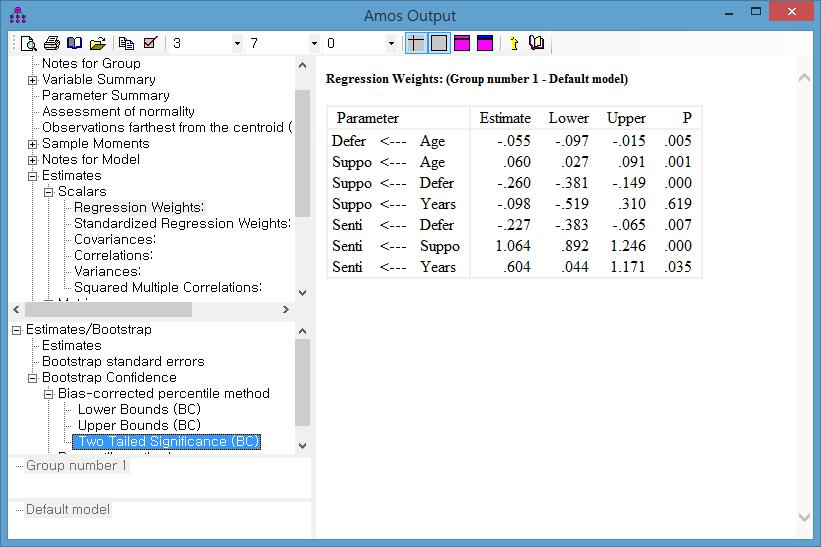 Amos Output
3 7 0
Notes for Group
Variable Summary
Parameter Summary
Assessment of normality
Observations farthest from the centroid (
Sample Moments
Notes for Model
Estimates
Scalars
Regression Weights:
Standardized Regression Weights:
Covariances:
Correlations:
Variances:
Squared Multiple Correlations:
Estimates/Bootstrap
Estimates
Bootstrap standard errors
Bootstrap Confidence
Bias-corrected percentile method
Lower Bounds (BC)
Upper Bounds (BC)
Two Tailed Significance (BC)
Group number 1
Default model
Regression Weights: (Group number 1 - Default model)
Parameter Estimate Lower Upper P
Defer <--- Age -.055 -.097 -.015 .005
Suppo <--- Age .060 .027 .091 .001
Suppo <--- Defer -.260 -.381 -.149 .000
Suppo <--- Years -.098 -.519 .310 .619
Senti <--- Defer -.227 -.383 -.065 .007
Senti <--- Suppo 1.064 .892 1.246 .000
Senti <--- Years .604 .044 1.171 .035